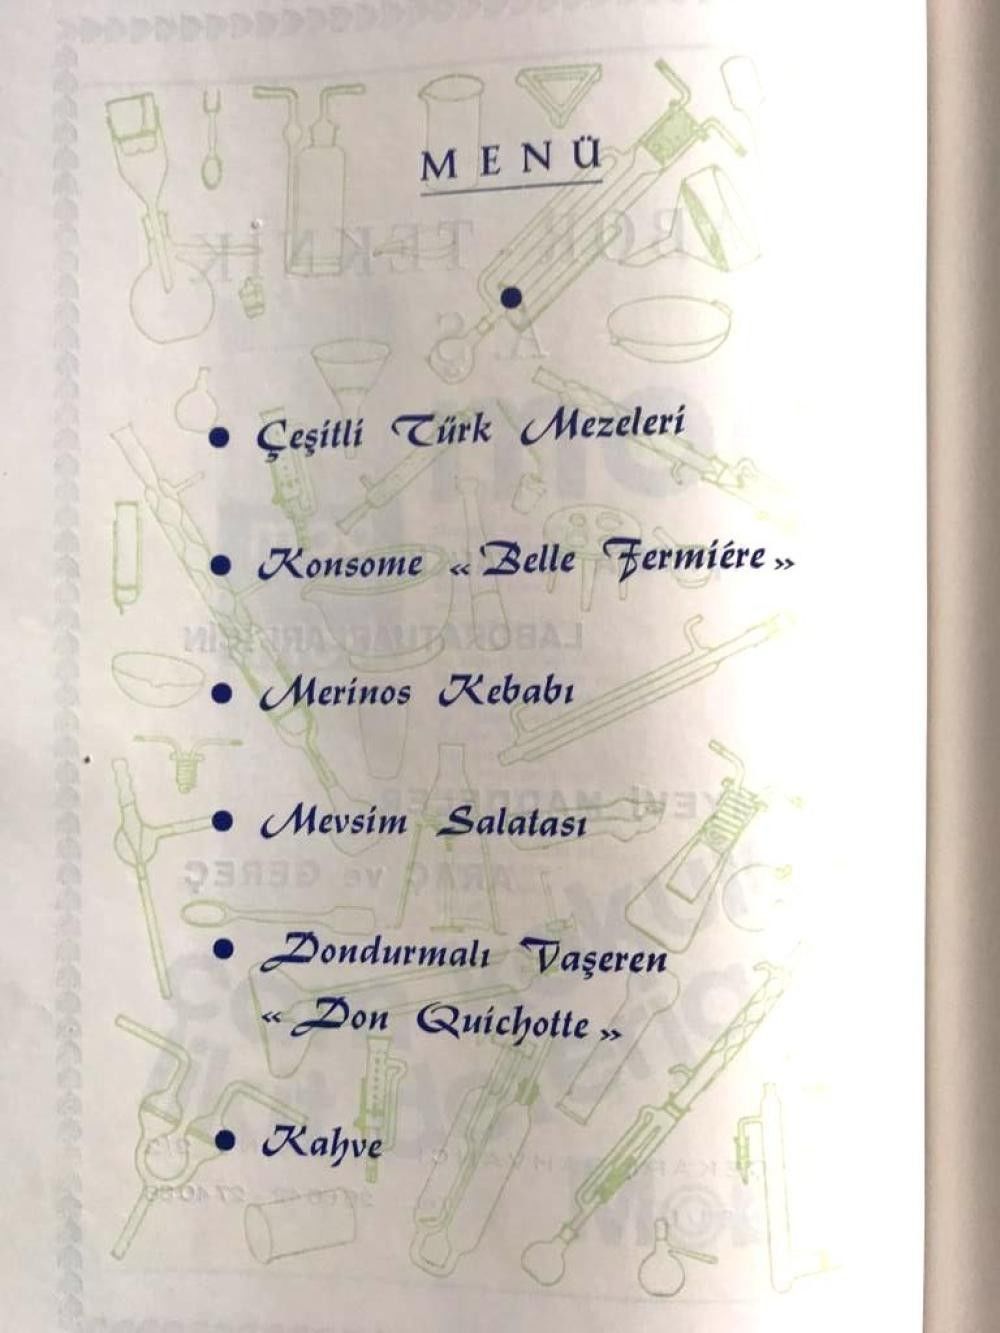 MENÜ
• Çeşitli Türk Mezeleri
• Konsome « Belle Fermiére »
• Merinos Kebabı
• Mevsim Salatası
• Dondurmalı Vaşeren
« Don Quichotte »
• Kahve